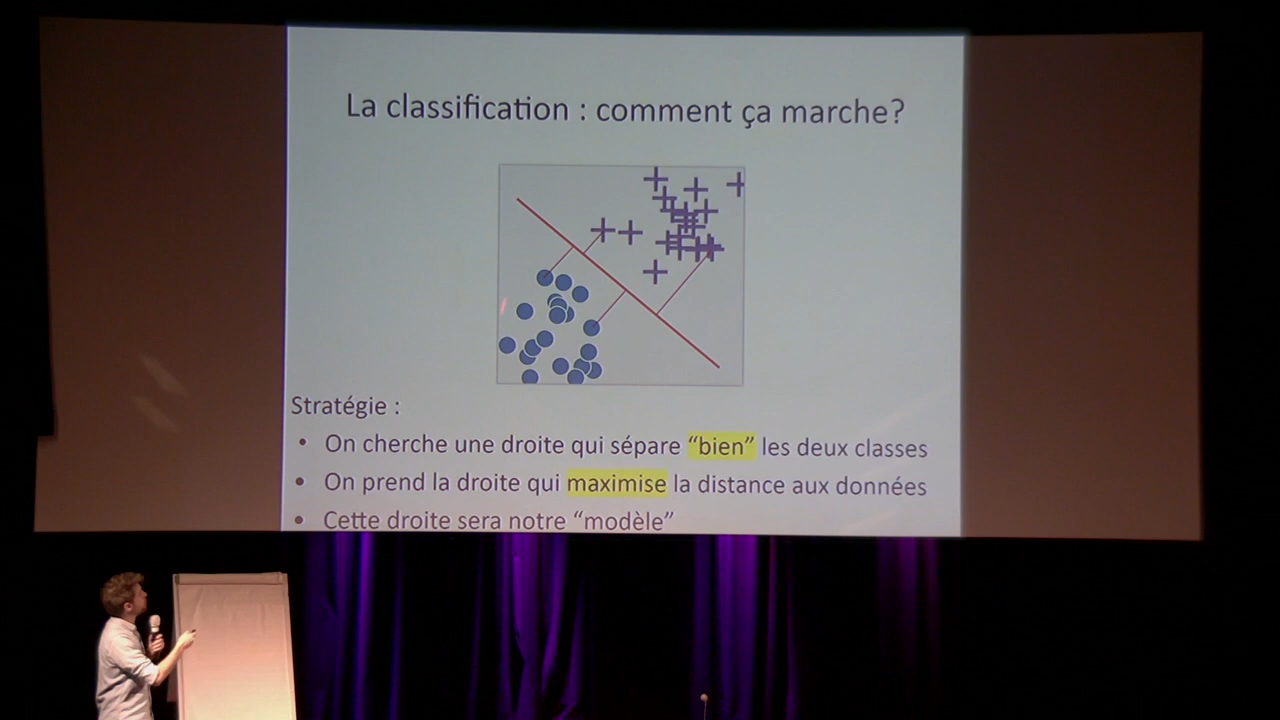 La classification : comment ça marche?
Stratégie :
• On cherche une droite qui sépare “bien” les deux classes
• On prend la droite qui maximise la distance aux données
• Cette droite sera notre “modèle”